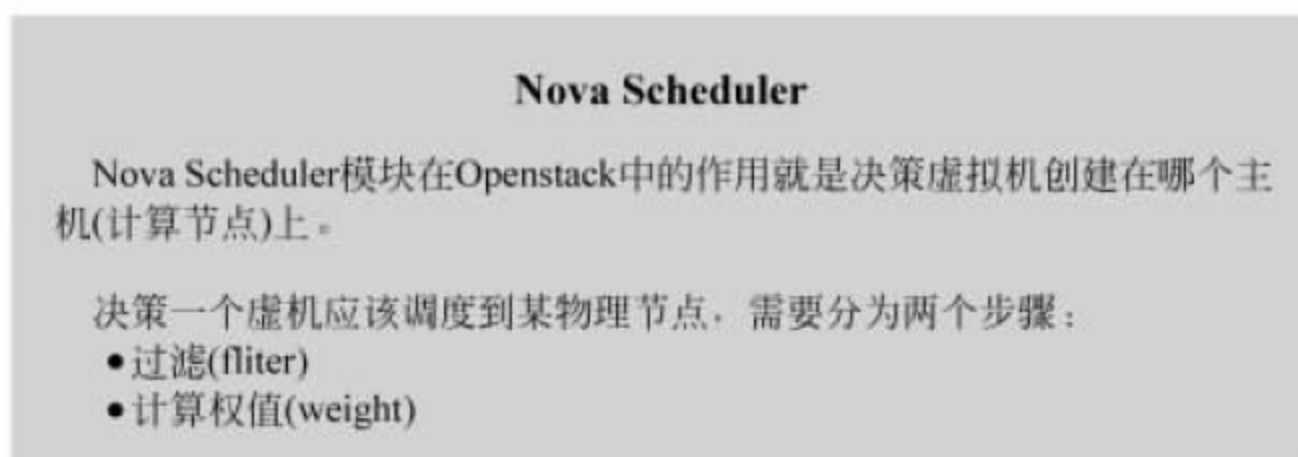 Nova Scheduler
Nova Scheduler模块在Openstack中的作用就是决策虚拟机创建在哪个主
机(计算节点)上。
决策一个虚机应该调度到某物理节点，需要分为两个步骤：
●过滤(fliter)
●计算权值(weight)